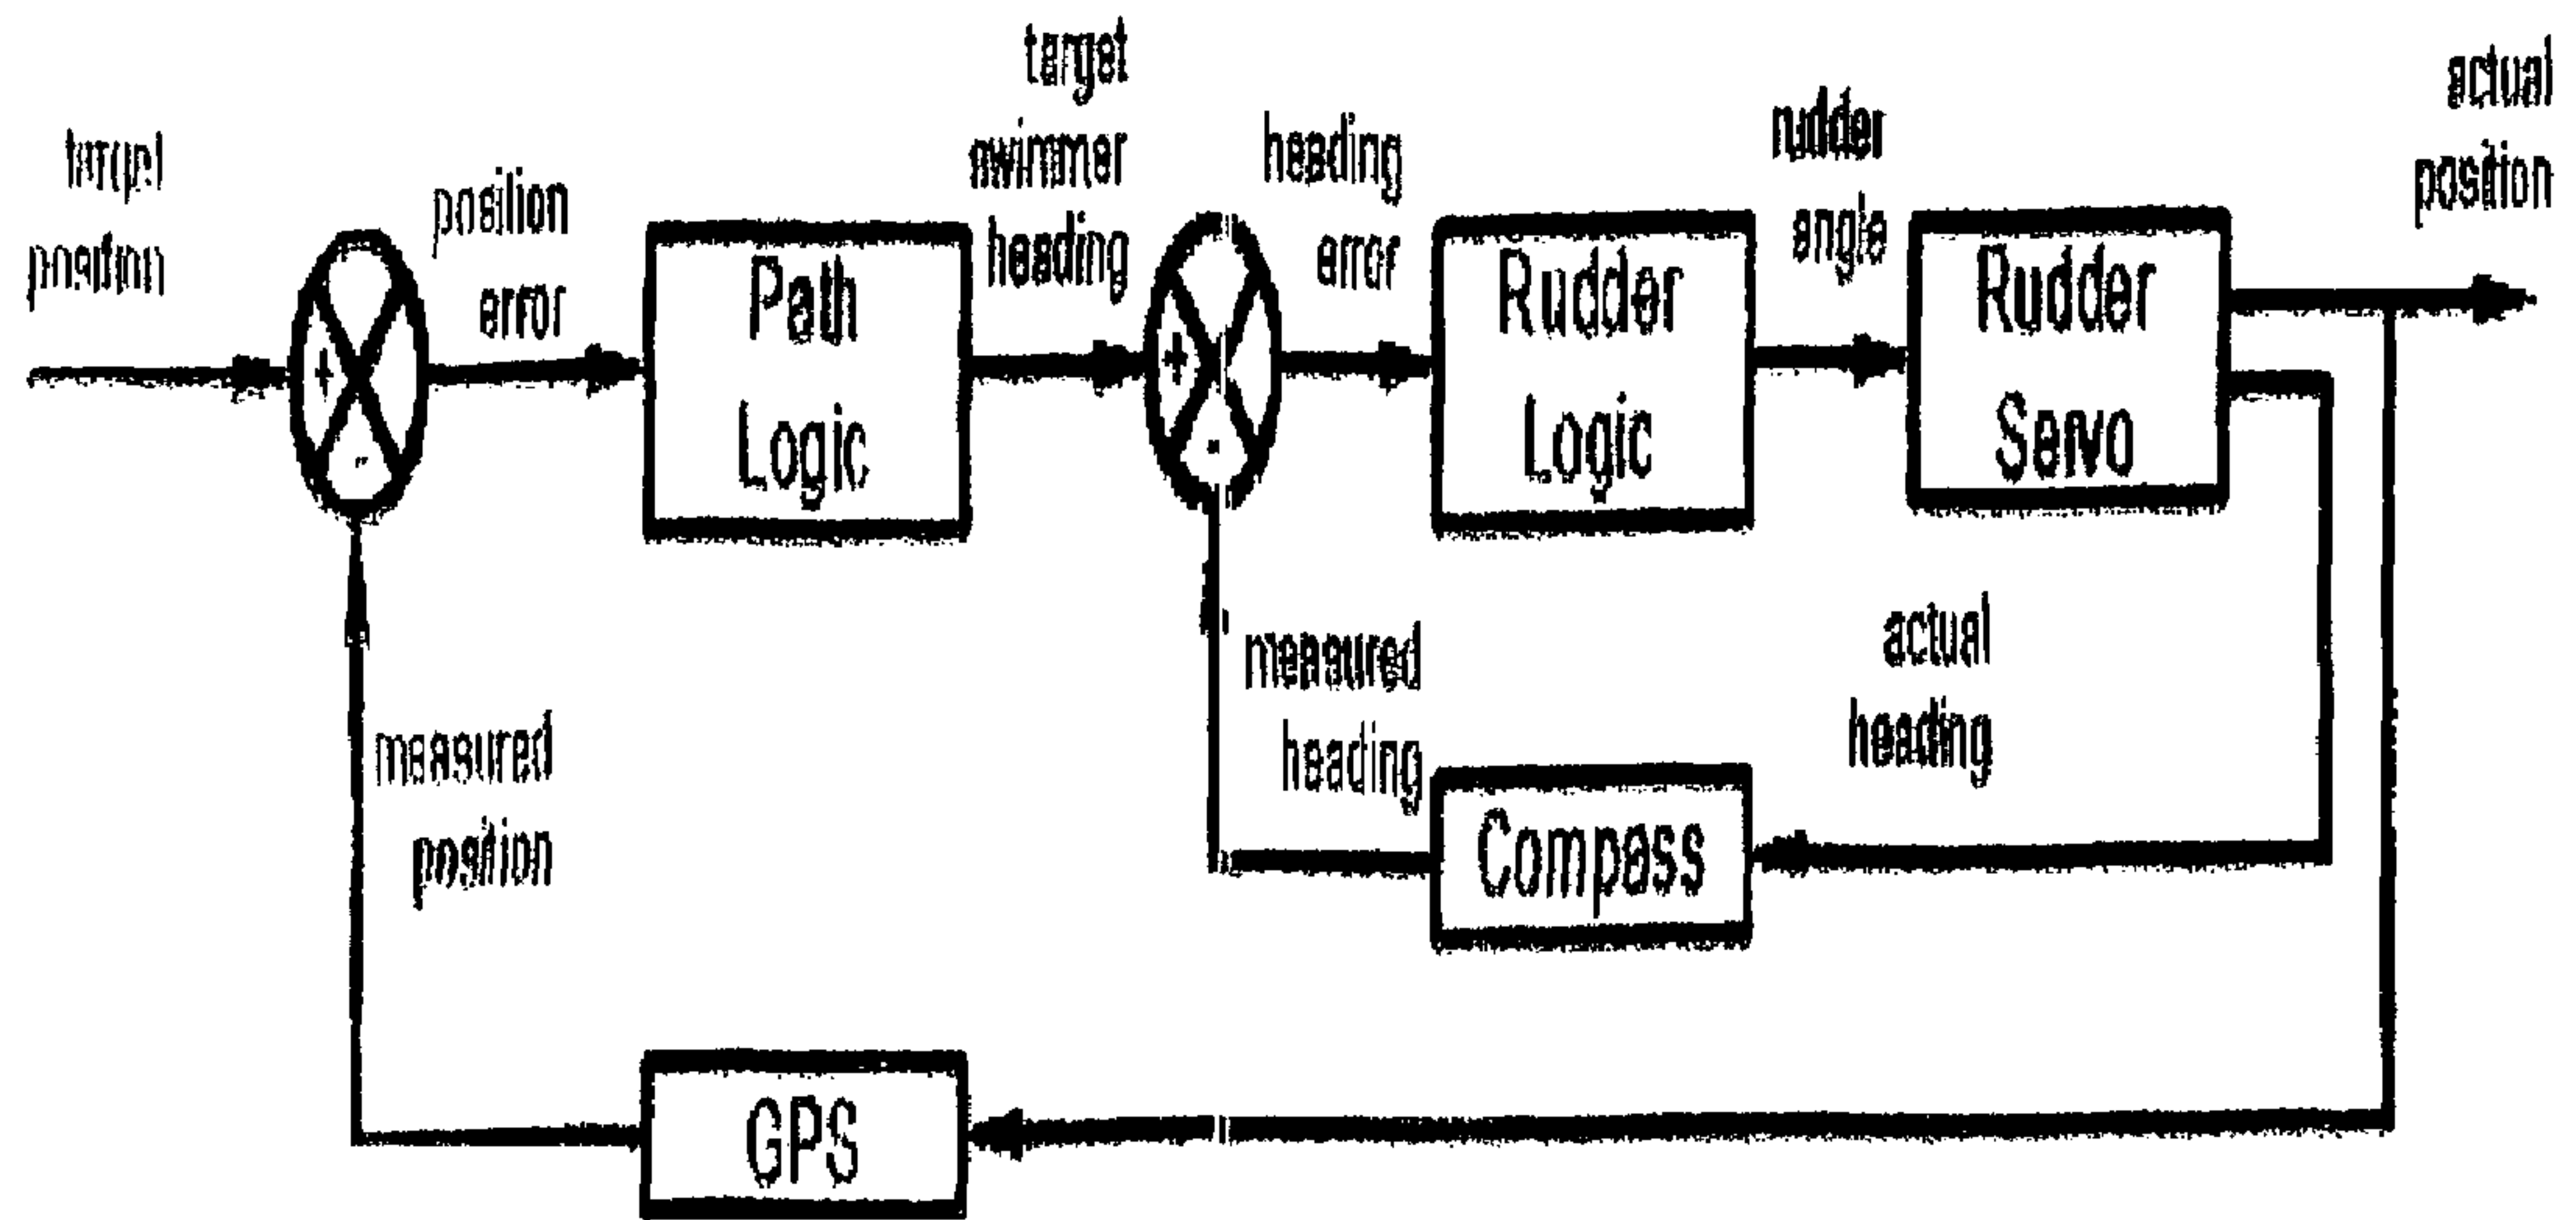 target
position
position
error
Path
Logic
target
swimmer
heading
heading
error
Rudder
Logic
rudder
angle
Rudder
Servo
actual
position
+
-
+
-
measured
heading
actual
heading
Compass
measured
position
GPS